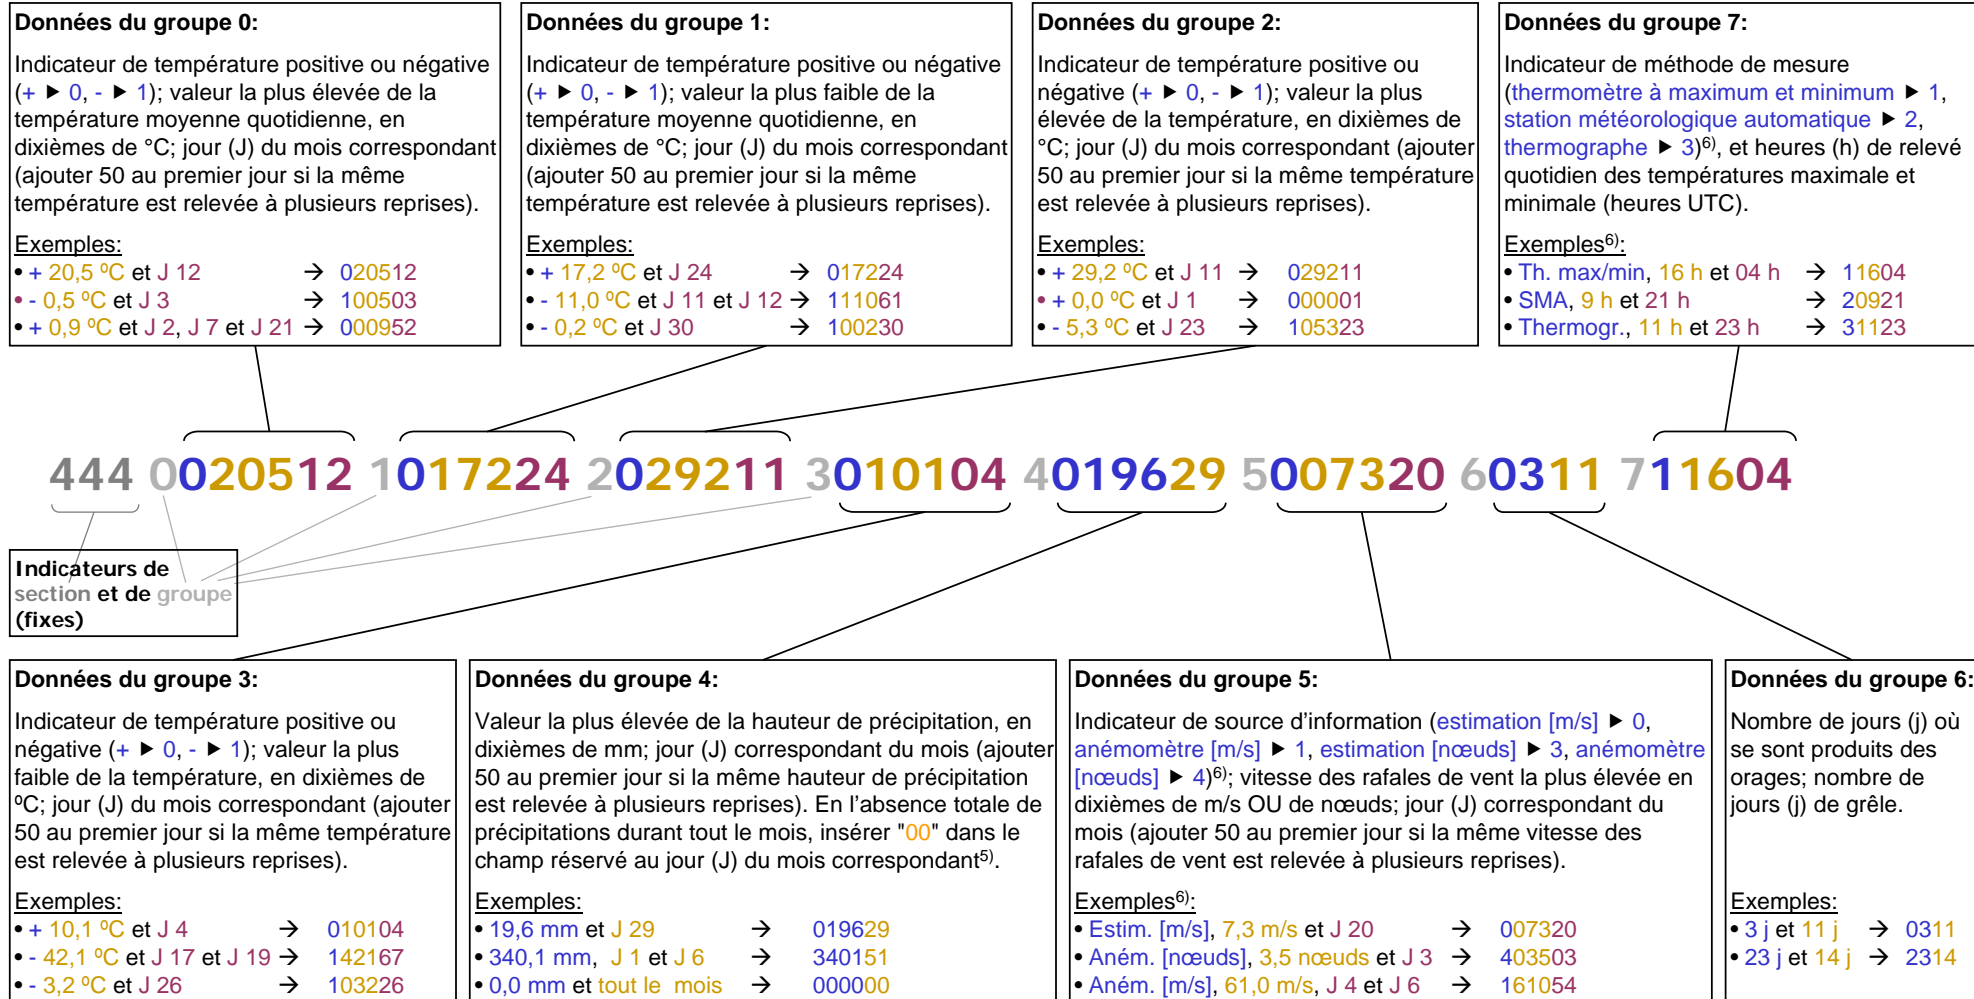 Données du groupe 0:
Indicateur de température positive ou négative
(+ ► 0, - ► 1); valeur la plus élevée de la
température moyenne quotidienne, en
dixièmes de °C; jour (J) du mois correspondant
(ajouter 50 au premier jour si la même
température est relevée à plusieurs reprises).
Exemples:
• + 20,5 ºC et J 12 → 020512
• - 0,5 ºC et J 3 → 100503
• + 0,9 ºC et J 2, J 7 et J 21 → 000952
Données du groupe 1:
Indicateur de température positive ou négative
(+ ► 0, - ► 1); valeur la plus faible de la
température moyenne quotidienne, en
dixièmes de °C; jour (J) du mois correspondant
(ajouter 50 au premier jour si la même
température est relevée à plusieurs reprises).
Exemples:
• + 17,2 ºC et J 24 → 017224
• - 11,0 ºC et J 11 et J 12 → 111061
• - 0,2 ºC et J 30 → 100230
Données du groupe 2:
Indicateur de température positive ou
négative (+ ► 0, - ► 1); valeur la plus
élevée de la température, en dixièmes de
°C; jour (J) du mois correspondant (ajouter
50 au premier jour si la même température
est relevée à plusieurs reprises).
Exemples:
• + 29,2 ºC et J 11 → 029211
• + 0,0 ºC et J 1 → 000001
• - 5,3 ºC et J 23 → 105323
Données du groupe 7:
Indicateur de méthode de mesure
(thermomètre à maximum et minimum ► 1,
station météorologique automatique ► 2,
thermographe ► 3)6), et heures (h) de relevé
quotidien des températures maximale et
minimale (heures UTC).
Exemples6):
• Th. max/min, 16 h et 04 h → 11604
• SMA, 9 h et 21 h → 20921
• Thermogr., 11 h et 23 h → 31123
444 0020512 1017224 2029211 3010104 4019629 5007320 60311 711604
Indicateurs de
section et de groupe
(fixes)
Données du groupe 3:
Indicateur de température positive ou
négative (+ ► 0, - ► 1); valeur la plus
faible de la température, en dixièmes de
ºC; jour (J) du mois correspondant (ajouter
50 au premier jour si la même température
est relevée à plusieurs reprises).
Exemples:
• + 10,1 ºC et J 4 → 010104
• - 42,1 ºC et J 17 et J 19 → 142167
• - 3,2 ºC et J 26 → 103226
Données du groupe 4:
Valeur la plus élevée de la hauteur de précipitation, en
dixièmes de mm; jour (J) correspondant du mois (ajouter
50 au premier jour si la même hauteur de précipitation
est relevée à plusieurs reprises). En l'absence totale de
précipitations durant tout le mois, insérer "00" dans le
champ réservé au jour (J) du mois correspondant5).
Exemples:
• 19,6 mm et J 29 → 019629
• 340,1 mm, J 1 et J 6 → 340151
• 0,0 mm et tout le mois → 000000
Données du groupe 5:
Indicateur de source d'information (estimation [m/s] ► 0,
anémomètre [m/s] ► 1, estimation [nœuds] ► 3, anémomètre
[nœuds] ► 4)6); vitesse des rafales de vent la plus élevée en
dixièmes de m/s OU de nœuds; jour (J) correspondant du
mois (ajouter 50 au premier jour si la même vitesse des
rafales de vent est relevée à plusieurs reprises).
Exemples6):
• Estim. [m/s], 7,3 m/s et J 20 → 007320
• Aném. [nœuds], 3,5 nœuds et J 3 → 403503
• Aném. [m/s], 61,0 m/s, J 4 et J 6 → 161054
Données du groupe 6:
Nombre de jours (j) où
se sont produits des
orages; nombre de
jours (j) de grêle.
Exemples:
• 3 j et 11 j → 0311
• 23 j et 14 j → 2314